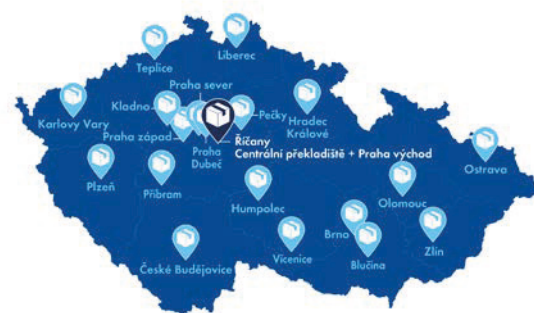 Liberec
Teplice
Praha sever
Kladno
Pečky
Hradec
Králové
Karlovy Vary
Praha západ
Říčany
Centrální překladiště + Praha východ
Praha
Dubeč
Ostrava
Plzeň
Příbram
Humpolec
Olomouc
Brno
Zlín
České Budějovice
Vícenice
Blučina